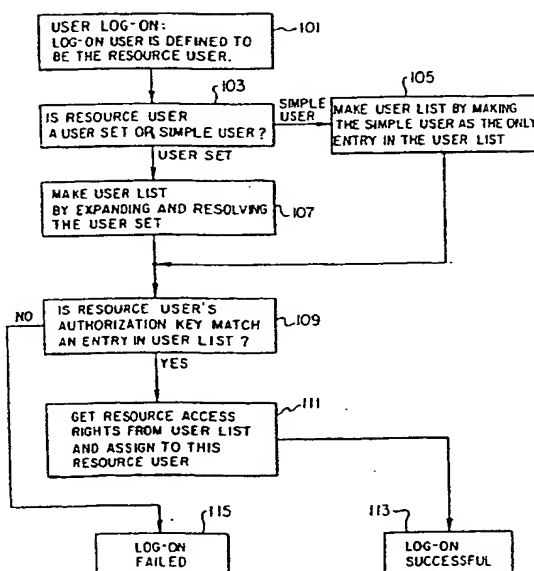 USER LOG-ON:
LOG-ON USER IS DEFINED TO
BE THE RESOURCE USER.
101
103
IS RESOURCE USER
A USER SET OR SIMPLE USER?
SIMPLE
USER
105
MAKE USER LIST BY MAKING
THE SIMPLE USER AS THE ONLY
ENTRY IN THE USER LIST
USER SET
MAKE USER LIST
BY EXPANDING AND RESOLVING
THE USER SET
107
NO
IS RESOURCE USER'S
AUTHORIZATION KEY MATCH
AN ENTRY IN USER LIST ?
109
YES
GET RESOURCE ACCESS
RIGHTS FROM USER LIST
AND ASSIGN TO THIS
RESOURCE USER
111
115
LOG-ON
FAILED
113
LOG-ON
SUCCESSFUL